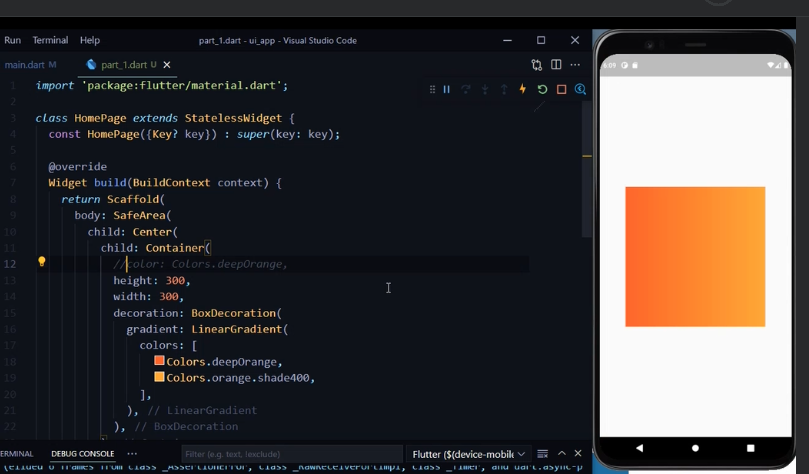 Run Terminal Help part_1.dart - ui_app - Visual Studio Code
main.dart M part_1.dart U
1 import 'package:flutter/material.dart';
2
3 class HomePage extends StatelessWidget {
4 const HomePage({Key? key}) : super(key: key);
5
6 @override
7 Widget build(BuildContext context) {
8 return Scaffold(
9 body: SafeArea(
10 child: Center(
11 child: Container(
12 //color: Colors.deepOrange,
13 height: 300,
14 width: 300,
15 decoration: BoxDecoration(
16 gradient: LinearGradient(
17 colors: [
18 Colors.deepOrange,
19 Colors.orange.shade400,
20 ],
21 ), // LinearGradient
22 ), // BoxDecoration
ERMINAL DEBUG CONSOLE ··· Filter (e.g. text, !exclude) Flutter ($(device-mobile
(elided 6 frames from class _AssertionError, class _RawReceivePortImpl, class _Timer, and dart:async-p